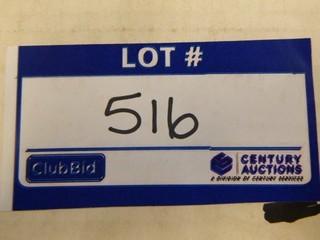 LOT #
516
ClubBid
CENTURY
AUCTIONS
A DIVISION OF CENTURY SERVICES